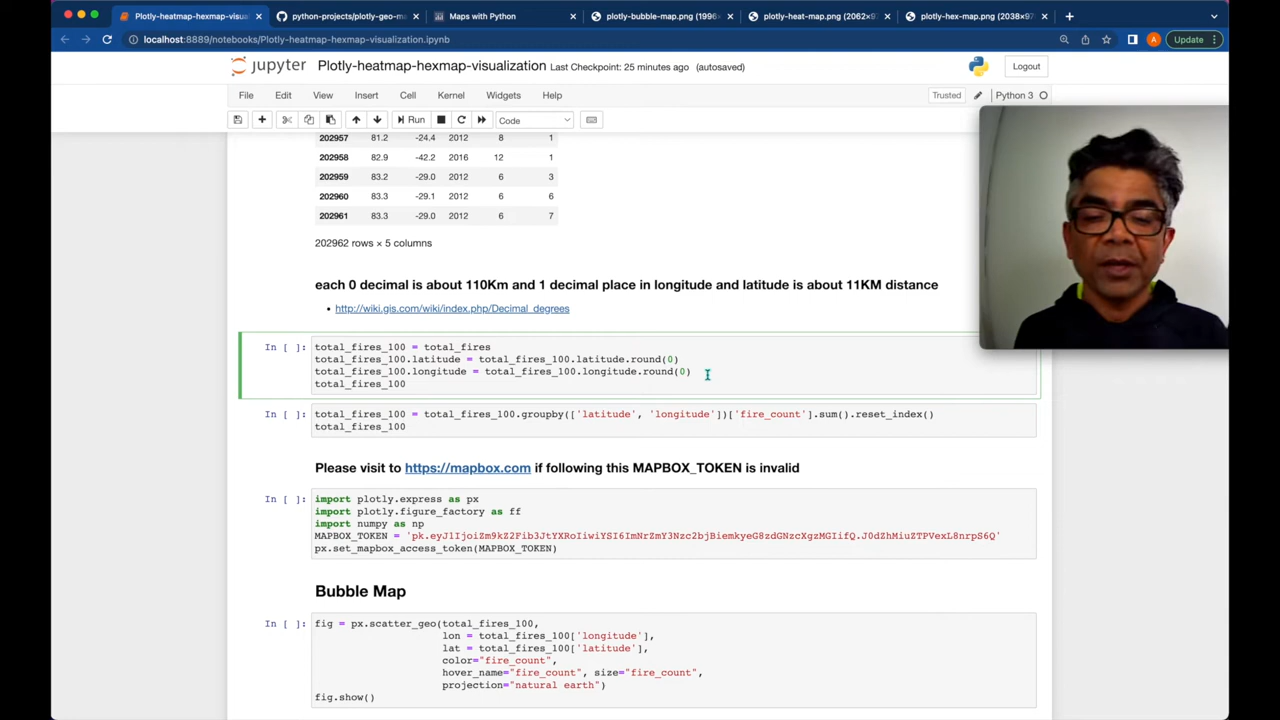 Plotly-heatmap-hexmap-visual
python-projects/plotly-geo-m
Maps with Python
plotly-bubble-map.png (1996×
plotly-heat-map.png (2062×9
plotly-hex-map.png (2038×97
localhost:8889/notebooks/Plotly-heatmap-hexmap-visualization.ipynb
A
Update
jupyter Plotly-heatmap-hexmap-visualization Last Checkpoint: 25 minutes ago (autosaved)
Logout
File Edit View Insert Cell Kernel Widgets Help
Trusted
Python 3
Run
Code
202957 81.2 -24.4 2012 8 1
202958 82.9 -42.2 2016 12 1
202959 83.2 -29.0 2012 6 3
202960 83.3 -29.1 2012 6 6
202961 83.3 -29.0 2012 6 7
202962 rows × 5 columns
each 0 decimal is about 110Km and 1 decimal place in longitude and latitude is about 11KM distance
• http://wiki.gis.com/wiki/index.php/Decimal_degrees
In [ ]: total_fires_100 = total_fires
total_fires_100.latitude = total_fires_100.latitude.round(0)
total_fires_100.longitude = total_fires_100.longitude.round(0)
total_fires_100
In [ ]: total_fires_100 = total_fires_100.groupby(['latitude', 'longitude'])['fire_count'].sum().reset_index()
total_fires_100
Please visit to https://mapbox.com if following this MAPBOX_TOKEN is invalid
In [ ]: import plotly.express as px
import plotly.figure_factory as ff
import numpy as np
MAPBOX_TOKEN =
px.set_mapbox_access_token(MAPBOX_TOKEN)
Bubble Map
In [ ]: fig = px.scatter_geo(total_fires_100,
lon = total_fires_100['longitude'],
lat = total_fires_100['latitude'],
color="fire_count",
hover_name="fire_count", size="fire_count",
projection="natural earth")
fig.show()